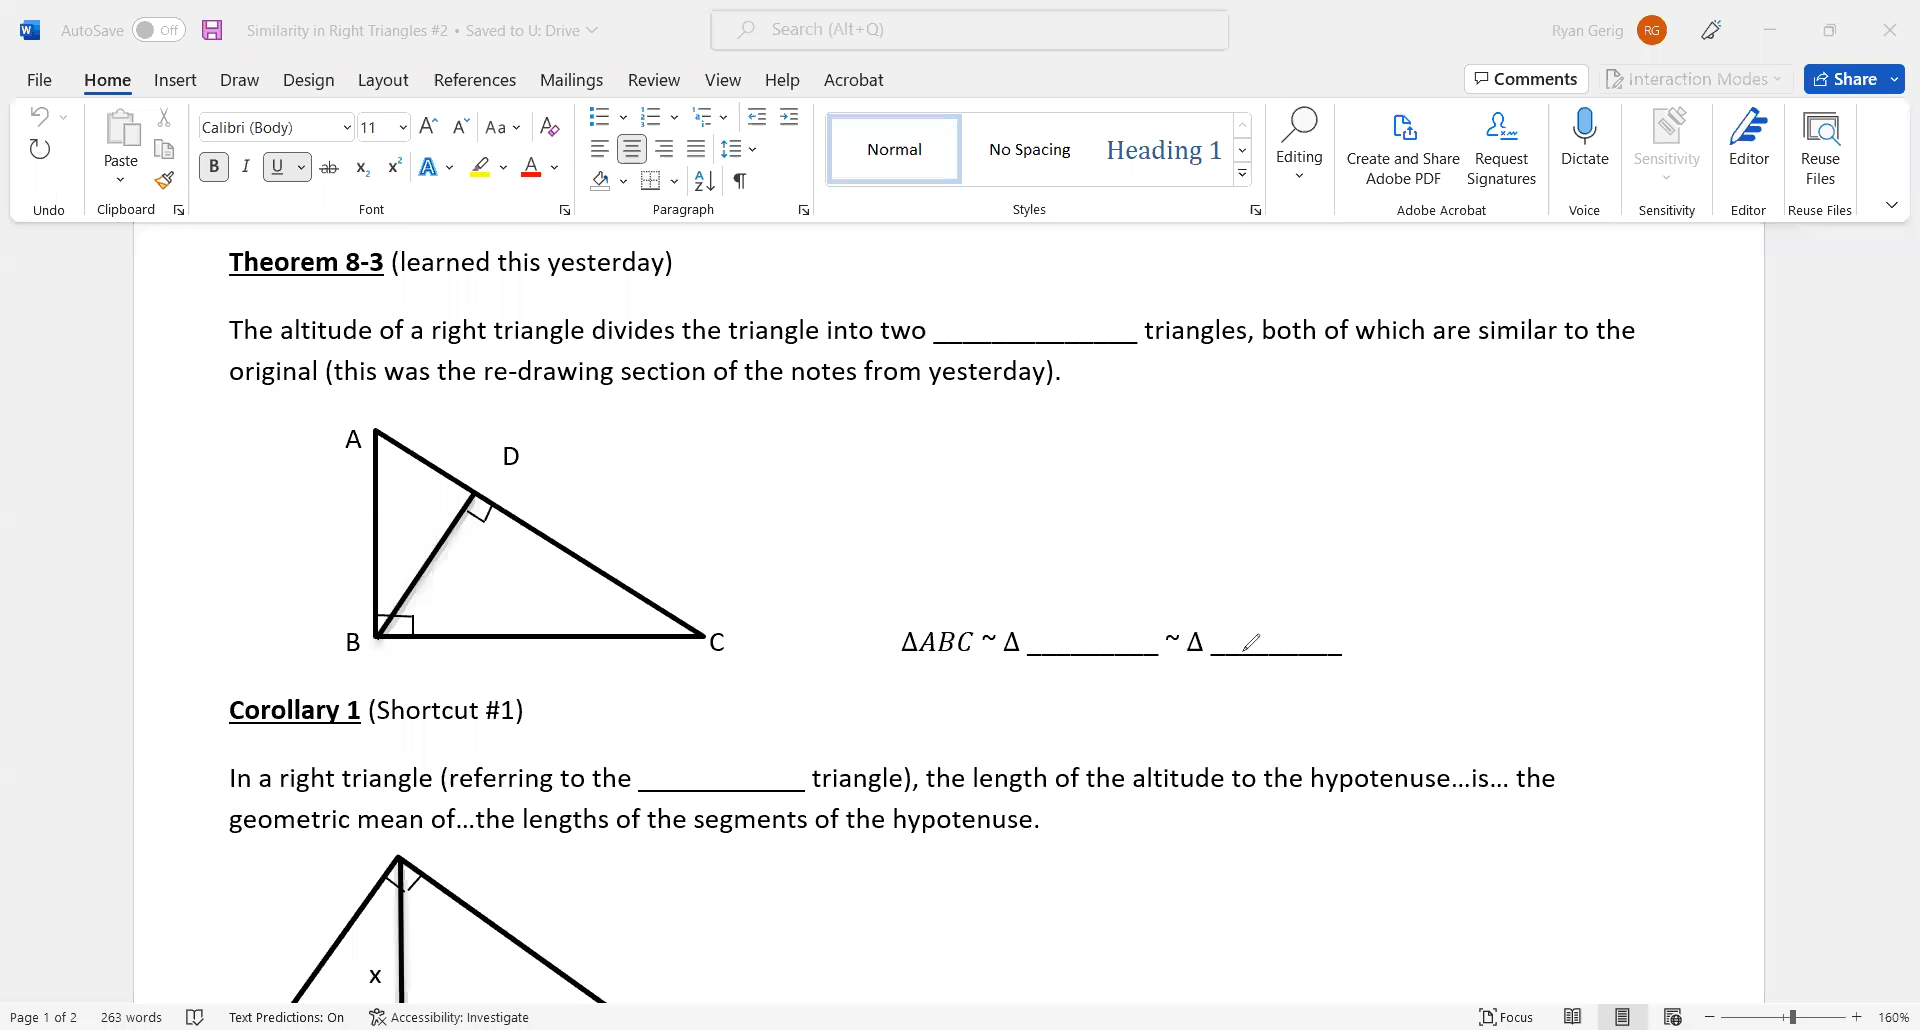 AutoSave Off Similarity in Right Triangles #2 • Saved to U: Drive Search (Alt+Q) Ryan Gerig RG
File Home Insert Draw Design Layout References Mailings Review View Help Acrobat Comments Interaction Modes Share
Calibri (Body) 11 Aa
Paste Normal No Spacing Heading 1 Editing Create and Share Adobe PDF Request Signatures Dictate Sensitivity Editor Reuse Files
B I U ab x₂ x² A A
Undo Clipboard Font Paragraph Styles Adobe Acrobat Voice Sensitivity Editor Reuse Files
Theorem 8-3 (learned this yesterday)
The altitude of a right triangle divides the triangle into two ______________ triangles, both of which are similar to the
original (this was the re-drawing section of the notes from yesterday).
A
D
B C ΔABC ~ Δ _________ ~ Δ _________
Corollary 1 (Shortcut #1)
In a right triangle (referring to the ___________ triangle), the length of the altitude to the hypotenuse...is... the
geometric mean of...the lengths of the segments of the hypotenuse.
x
Page 1 of 2 263 words Text Predictions: On Accessibility: Investigate Focus 160%